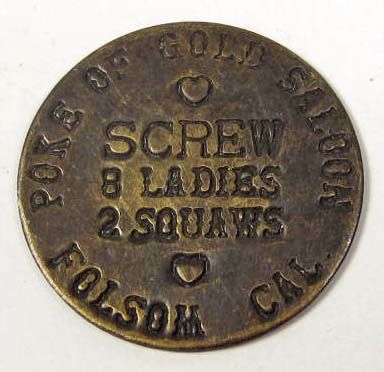 POKE OF GOLD SALOON
SCREW
8 LADIES
2 SQUAWS
FOLSOM CAL.